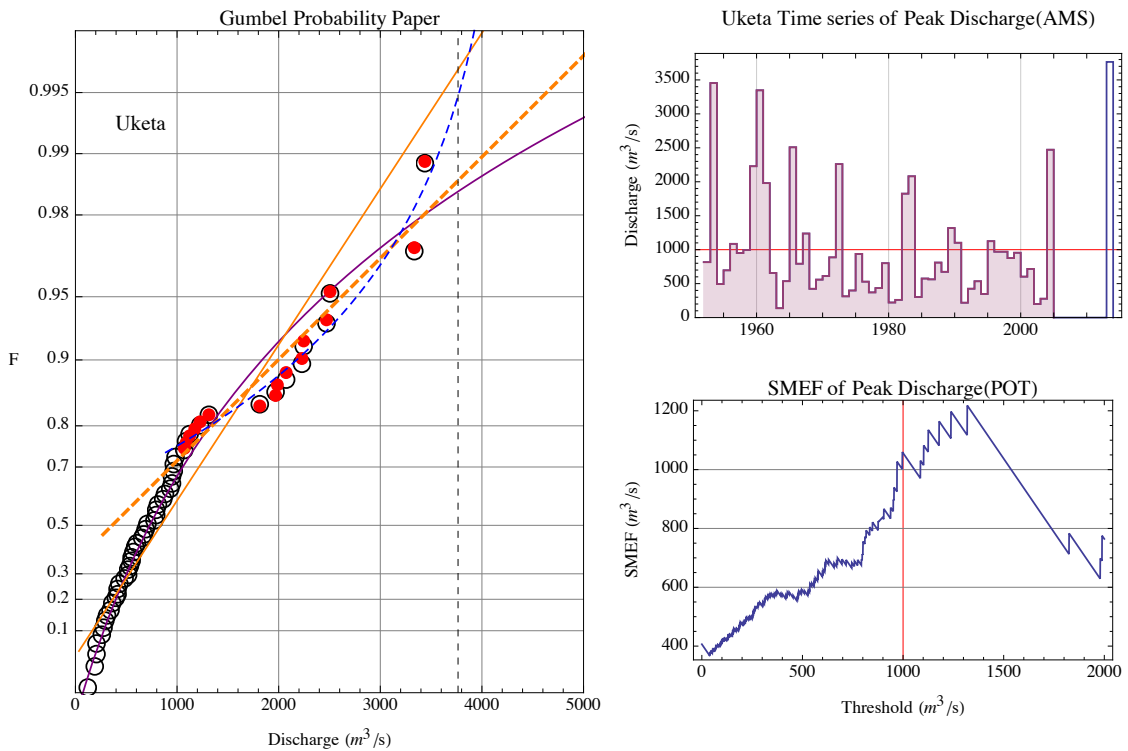 Gumbel Probability Paper
0.995
Uketa
0.99
0.98
0.95
F
0.9
0.8
0.7
0.5
0.3
0.2
0.1
0 1000 2000 3000 4000 5000
Discharge (m³/s)
Uketa Time series of Peak Discharge(AMS)
Discharge (m³/s)
3500
3000
2500
2000
1500
1000
500
0
1960 1980 2000
SMEF of Peak Discharge(POT)
SMEF (m³/s)
1200
1000
800
600
400
0 500 1000 1500 2000
Threshold (m³/s)